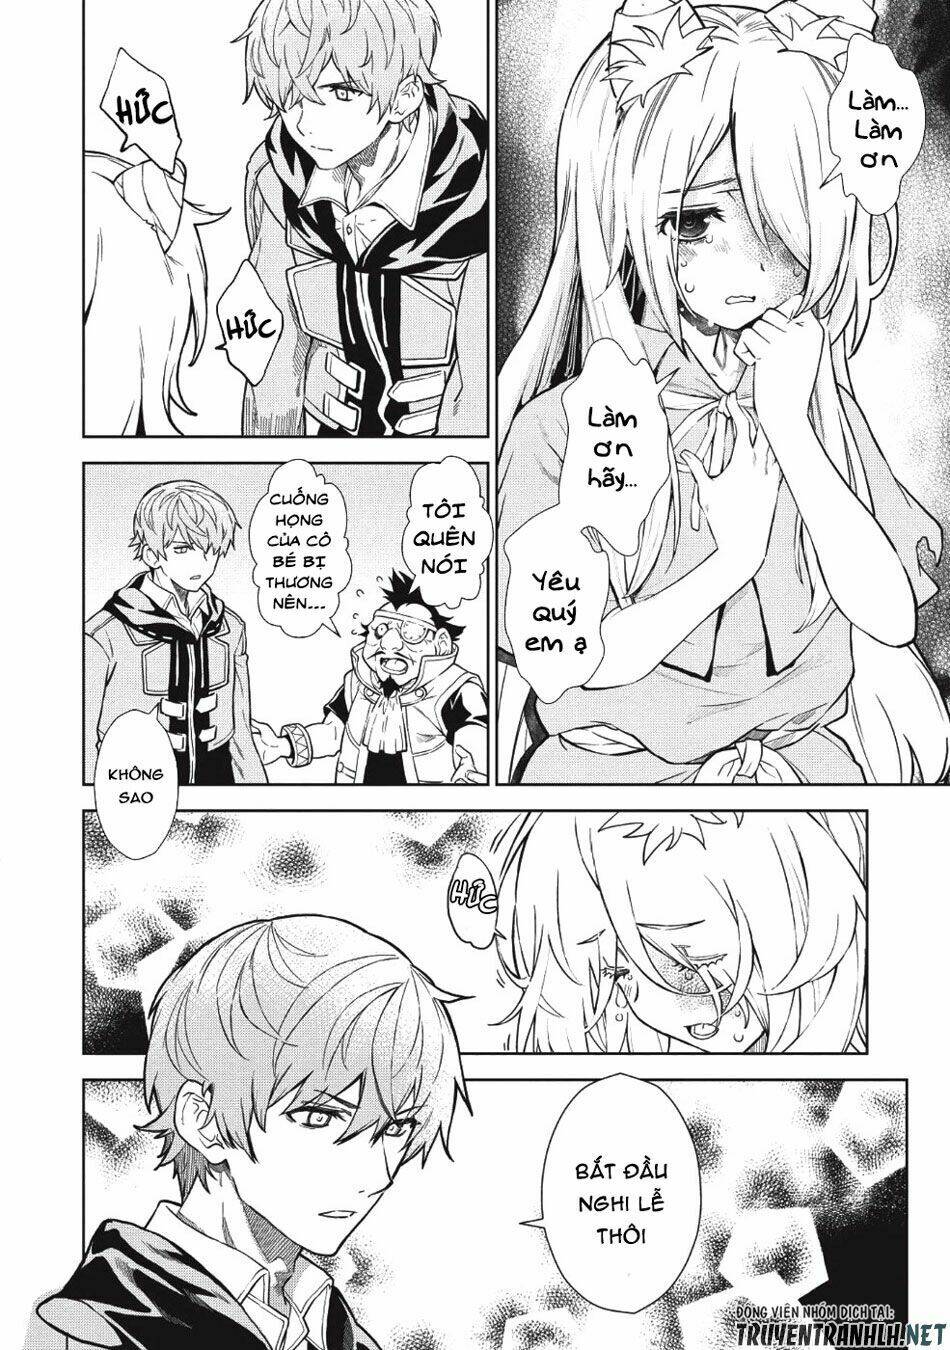 Làm...
Làm
ơn
Làm
ơn
hãy...
Yêu
Quý
em ạ
HỨC
HỨC
TÔI
QUÊN
NÓI
CUỐNG
HỌNG
CỦA CÔ
BÉ BỊ
THƯƠNG
NÊN...
KHÔNG
SAO
HỨC
BẮT ĐẦU
NGHI LỄ
THÔI
ĐỘNG VIÊN NHÓM DỊCH TẠI:
TRUYENTRANHLH.NET